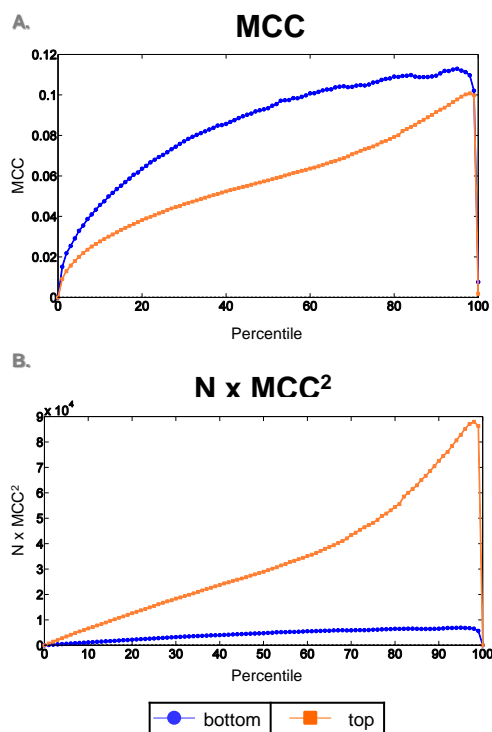 A.
MCC
0.12
0.1
0.08
0.06
0.04
0.02
0
MCC
0 20 40 60 80 100
Percentile
B.
N x MCC²
x 10⁴
9
8
7
6
5
4
3
2
1
0
N x MCC²
0 10 20 30 40 50 60 70 80 90 100
Percentile
bottom top